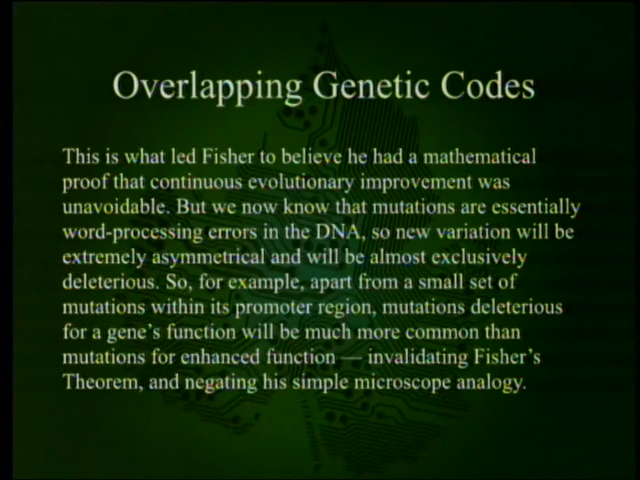 Overlapping Genetic Codes
This is what led Fisher to believe he had a mathematical
proof that continuous evolutionary improvement was
unavoidable. But we now know that mutations are essentially
word-processing errors in the DNA, so new variation will be
extremely asymmetrical and will be almost exclusively
deleterious. So, for example, apart from a small set of
mutations within its promoter region, mutations deleterious
for a gene's function will be much more common than
mutations for enhanced function — invalidating Fisher's
Theorem, and negating his simple microscope analogy.